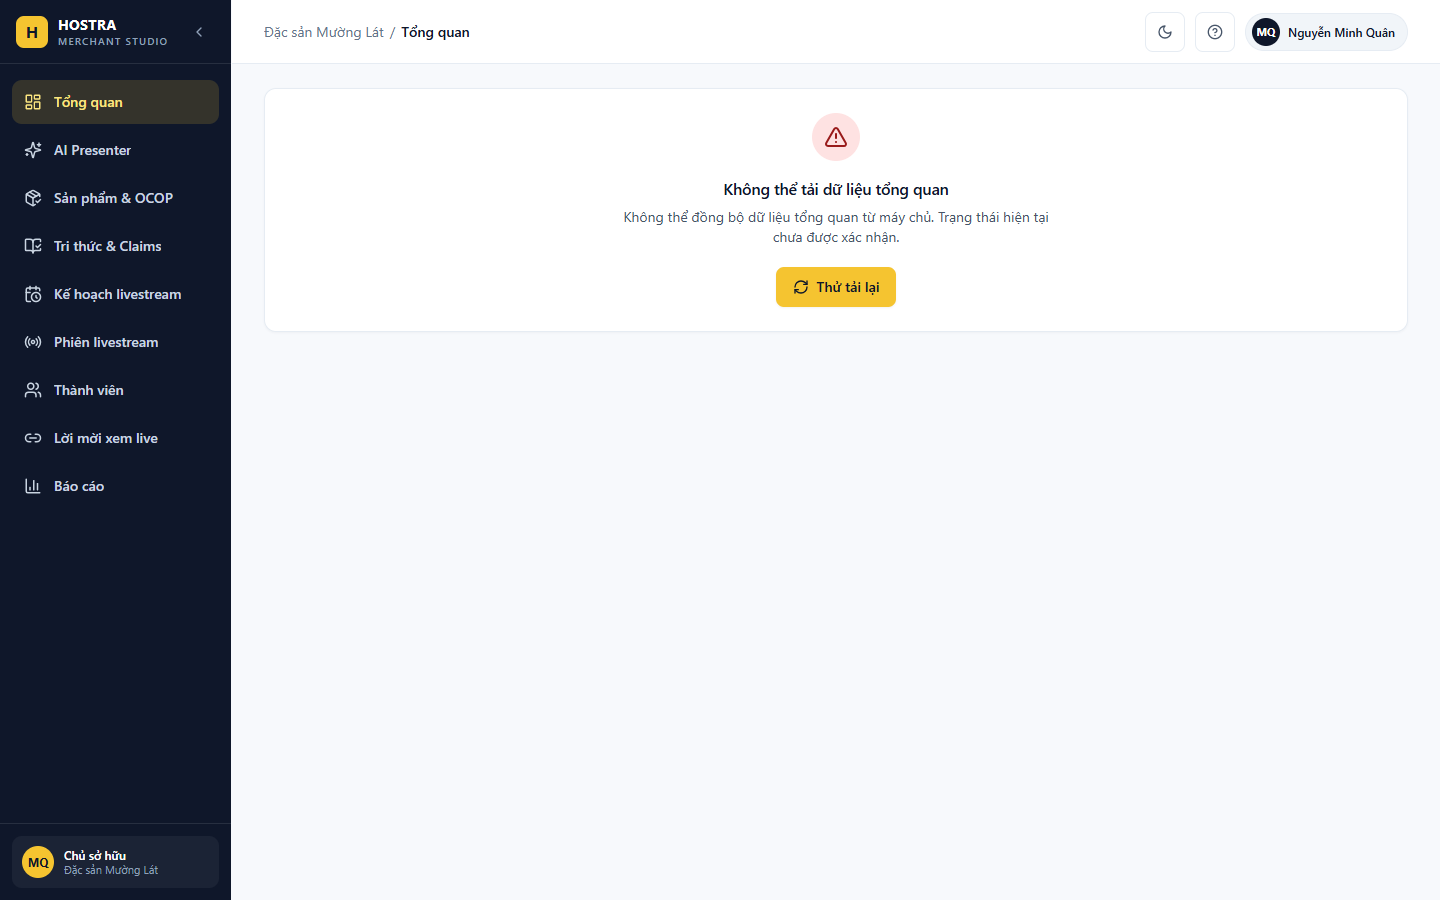 H
HOSTRA
MERCHANT STUDIO
Tổng quan
AI Presenter
Sản phẩm & OCOP
Tri thức & Claims
Kế hoạch livestream
Phiên livestream
Thành viên
Lời mời xem live
Báo cáo
MQ
Chủ sở hữu
Đặc sản Mường Lát
Đặc sản Mường Lát / Tổng quan
MQ Nguyễn Minh Quân
Không thể tải dữ liệu tổng quan
Không thể đồng bộ dữ liệu tổng quan từ máy chủ. Trạng thái hiện tại
chưa được xác nhận.
Thử tải lại